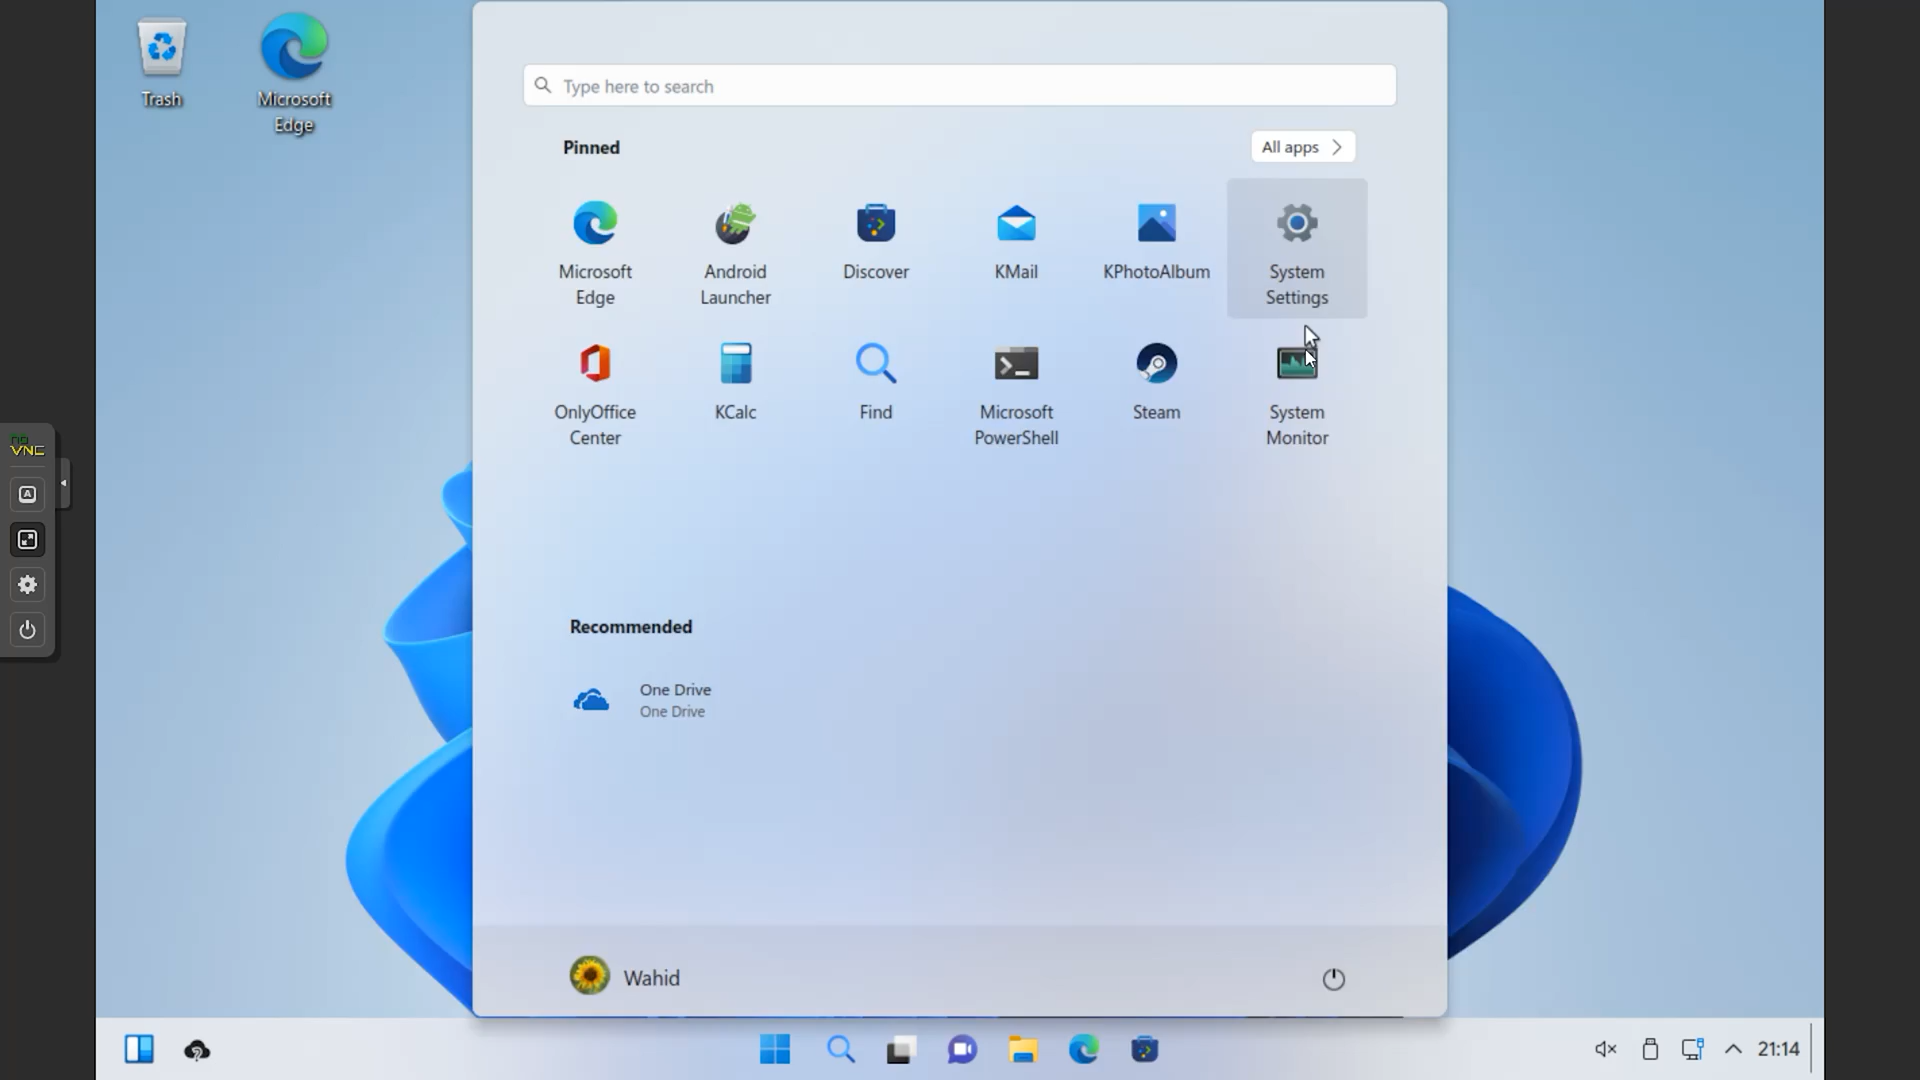 Trash
Microsoft
Edge
Type here to search
Pinned
All apps
Microsoft
Edge
Android
Launcher
Discover
KMail
KPhotoAlbum
System
Settings
OnlyOffice
Center
KCalc
Find
Microsoft
PowerShell
Steam
System
Monitor
no
VNC
A
Recommended
One Drive
One Drive
Wahid
21:14